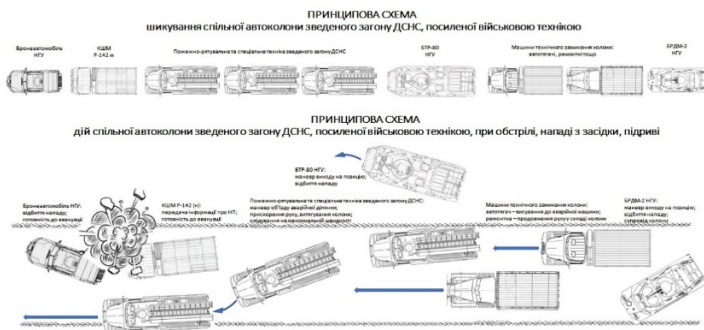 ПРИНЦИПОВА СХЕМА
шикування спільної автоколони зведеного загону ДСНС, посиленої військовою технікою
Бронеавтомобіль
НГУ
КШМ
Р-142 н
Пожежно-рятувальна та спеціальна техніка зведеного загону ДСНС
БТР-80
НГУ
Машини технічного замикання колони:
автотягачі, ремонтні тощо
БРДМ-2
НГУ
ПРИНЦИПОВА СХЕМА
дій спільної автоколони зведеного загону ДСНС, посиленої військовою технікою, при обстрілі, нападі з засідки, підриві
БТР-80 НГУ:
маневр виходу на позицію;
відбиття нападу
Бронеавтомобіль НГУ:
відбиття нападу;
готовність до евакуації
КШМ Р-142 (н)
передача інформації про НТ;
готовність до евакуації
Пожежно-рятувальна та спеціальна техніка зведеного загону ДСНС:
маневр об'їзду аварійної ділянки;
прискорення руху, витягування колони;
слідування на максимальній швидкості
Машини технічного замикання колони:
автотягач – висування до аварійної машини;
ремонтна – продовження руху у складі колони
БРДМ-2 НГУ:
маневр виходу на позицію;
відбиття нападу;
супровід колони